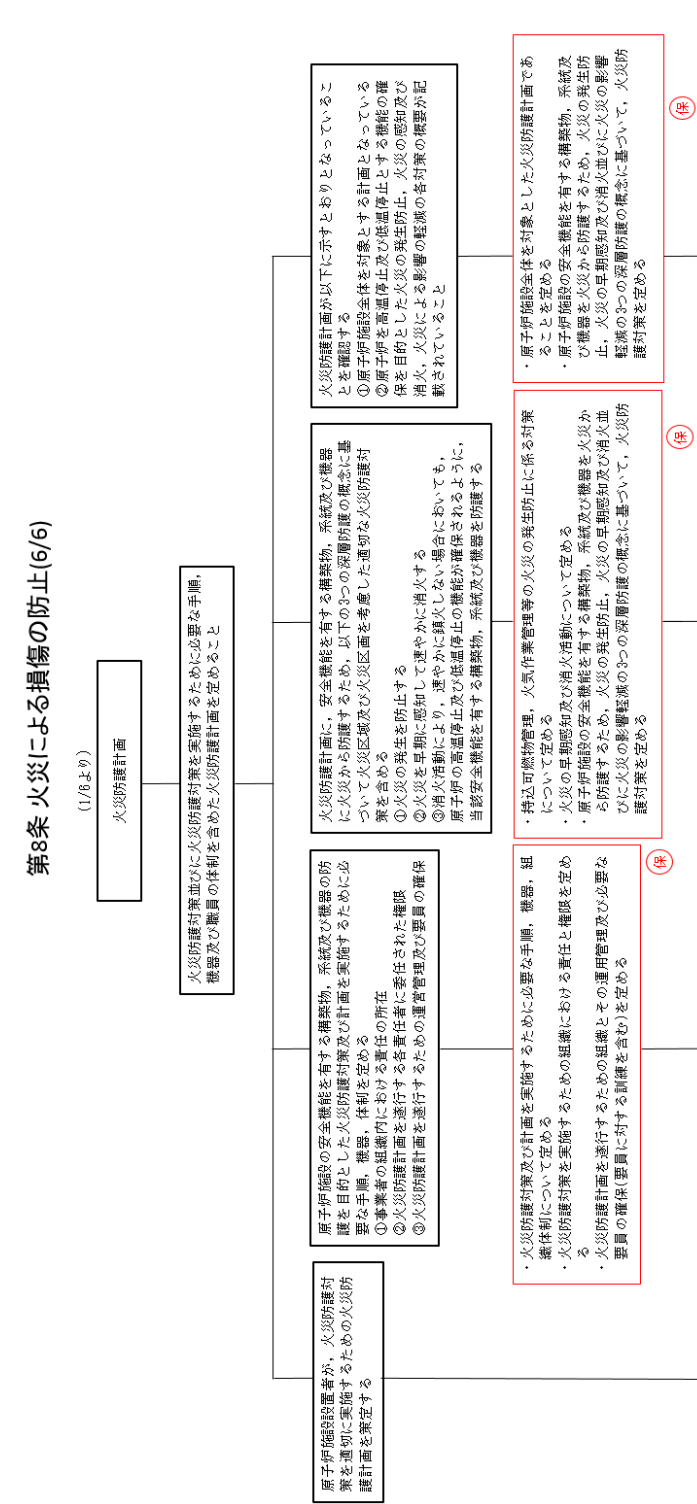 第8条 火災による損傷の防止(6/6)
(1/6より)
火災防護計画
火災防護対策並びに火災防護対策を実施するために必要な手順,
機器及び職員の体制を含めた火災防護計画を定めること
原子炉施設設置者が, 火災防護対
策を適切に実施するための火災防
護計画を策定する
原子炉施設の安全機能を有する構築物, 系統及び機器の防
護を目的とした火災防護対策及び計画を実施するために必
要な手順, 機器, 体制を定める
①事業者の組織内における責任の所在
②火災防護計画を遂行する各責任者に委任された権限
③火災防護計画を遂行するための運営管理及び要員の確保
火災防護計画に, 安全機能を有する構築物, 系統及び機器
に火災から防護するため, 以下の3つの深層防護の概念に基
づいて火災区域及び火災区画を考慮した適切な火災防護対
策を含める
①火災の発生を防止する
②火災を早期に感知して速やかに消火する
③消火活動により, 速やかに鎮火しない場合においても,
原子炉の高温停止及び低温停止の機能が確保されるように,
当該安全機能を有する構築物, 系統及び機器を防護する
火災防護計画が以下に示すとおりとなっているこ
とを確認する
①原子炉施設全体を対象とする計画となっている
②原子炉を高温停止及び低温停止とする機能の確
保を目的とした火災の発生防止, 火災の感知及び
消火, 火災による影響の軽減の各対策の概要が記
載されていること
・火災防護対策及び計画を実施するために必要な手順, 機器, 組
織体制について定める
・火災防護対策を実施するための組織における責任と権限を定め
る
・火災防護計画を遂行するための組織とその運用管理及び必要な
要員の確保(要員に対する訓練を含む)を定める
保
・持込可燃物管理, 火気作業管理等の火災の発生防止に係る対策
について定める
・火災の早期感知及び消火活動について定める
・原子炉施設の安全機能を有する構築物, 系統及び機器を火災か
ら防護するため, 火災の発生防止, 火災の早期感知及び消火並
びに火災の影響軽減の3つの深層防護の概念に基づいて, 火災防
護対策を定める
保
・原子炉施設全体を対象とした火災防護計画であ
ることを定める
・原子炉施設の安全機能を有する構築物, 系統及
び機器を火災から防護するため, 火災の発生防
止, 火災の早期感知及び消火並びに火災の影響
軽減の3つの深層防護の概念に基づいて, 火災防
護対策を定める
保